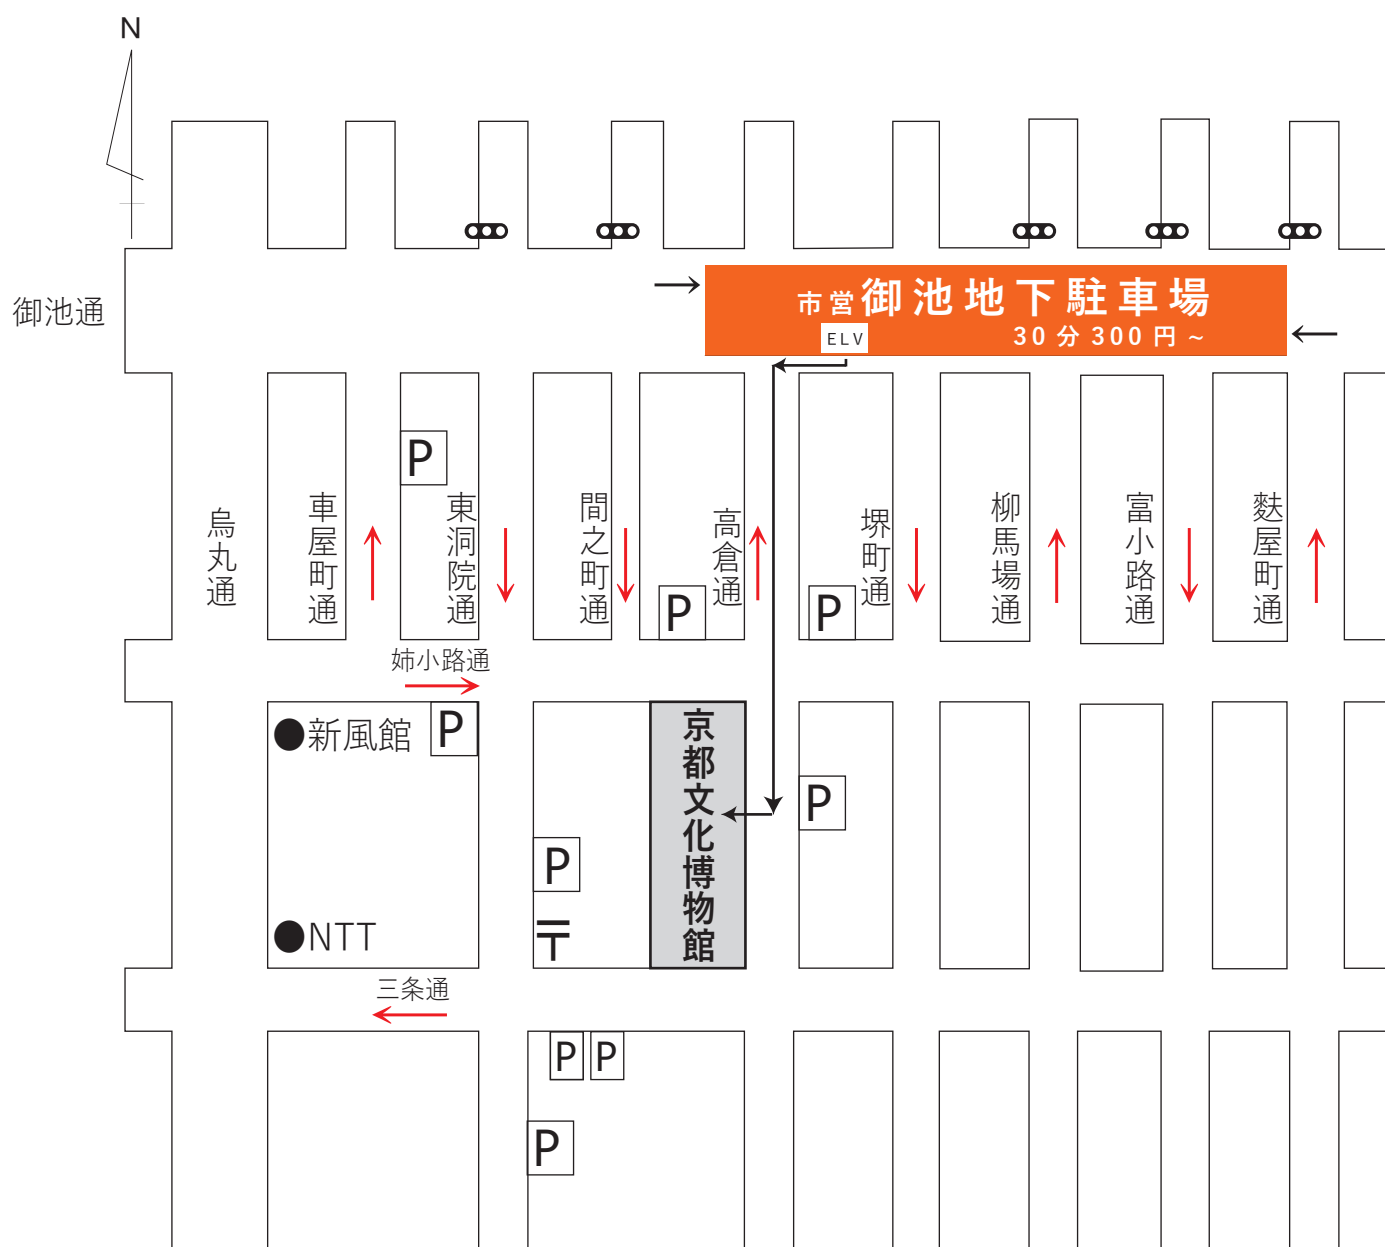 N
御池通
市営 御池地下駐車場
ELV
30分300円~
P
烏丸通
車屋町通
東洞院通
間之町通
高倉通
堺町通
柳馬場通
富小路通
麩屋町通
P
P
姉小路通
●新風館
P
京都文化博物館
P
P
〒
●NTT
三条通
P
P
P